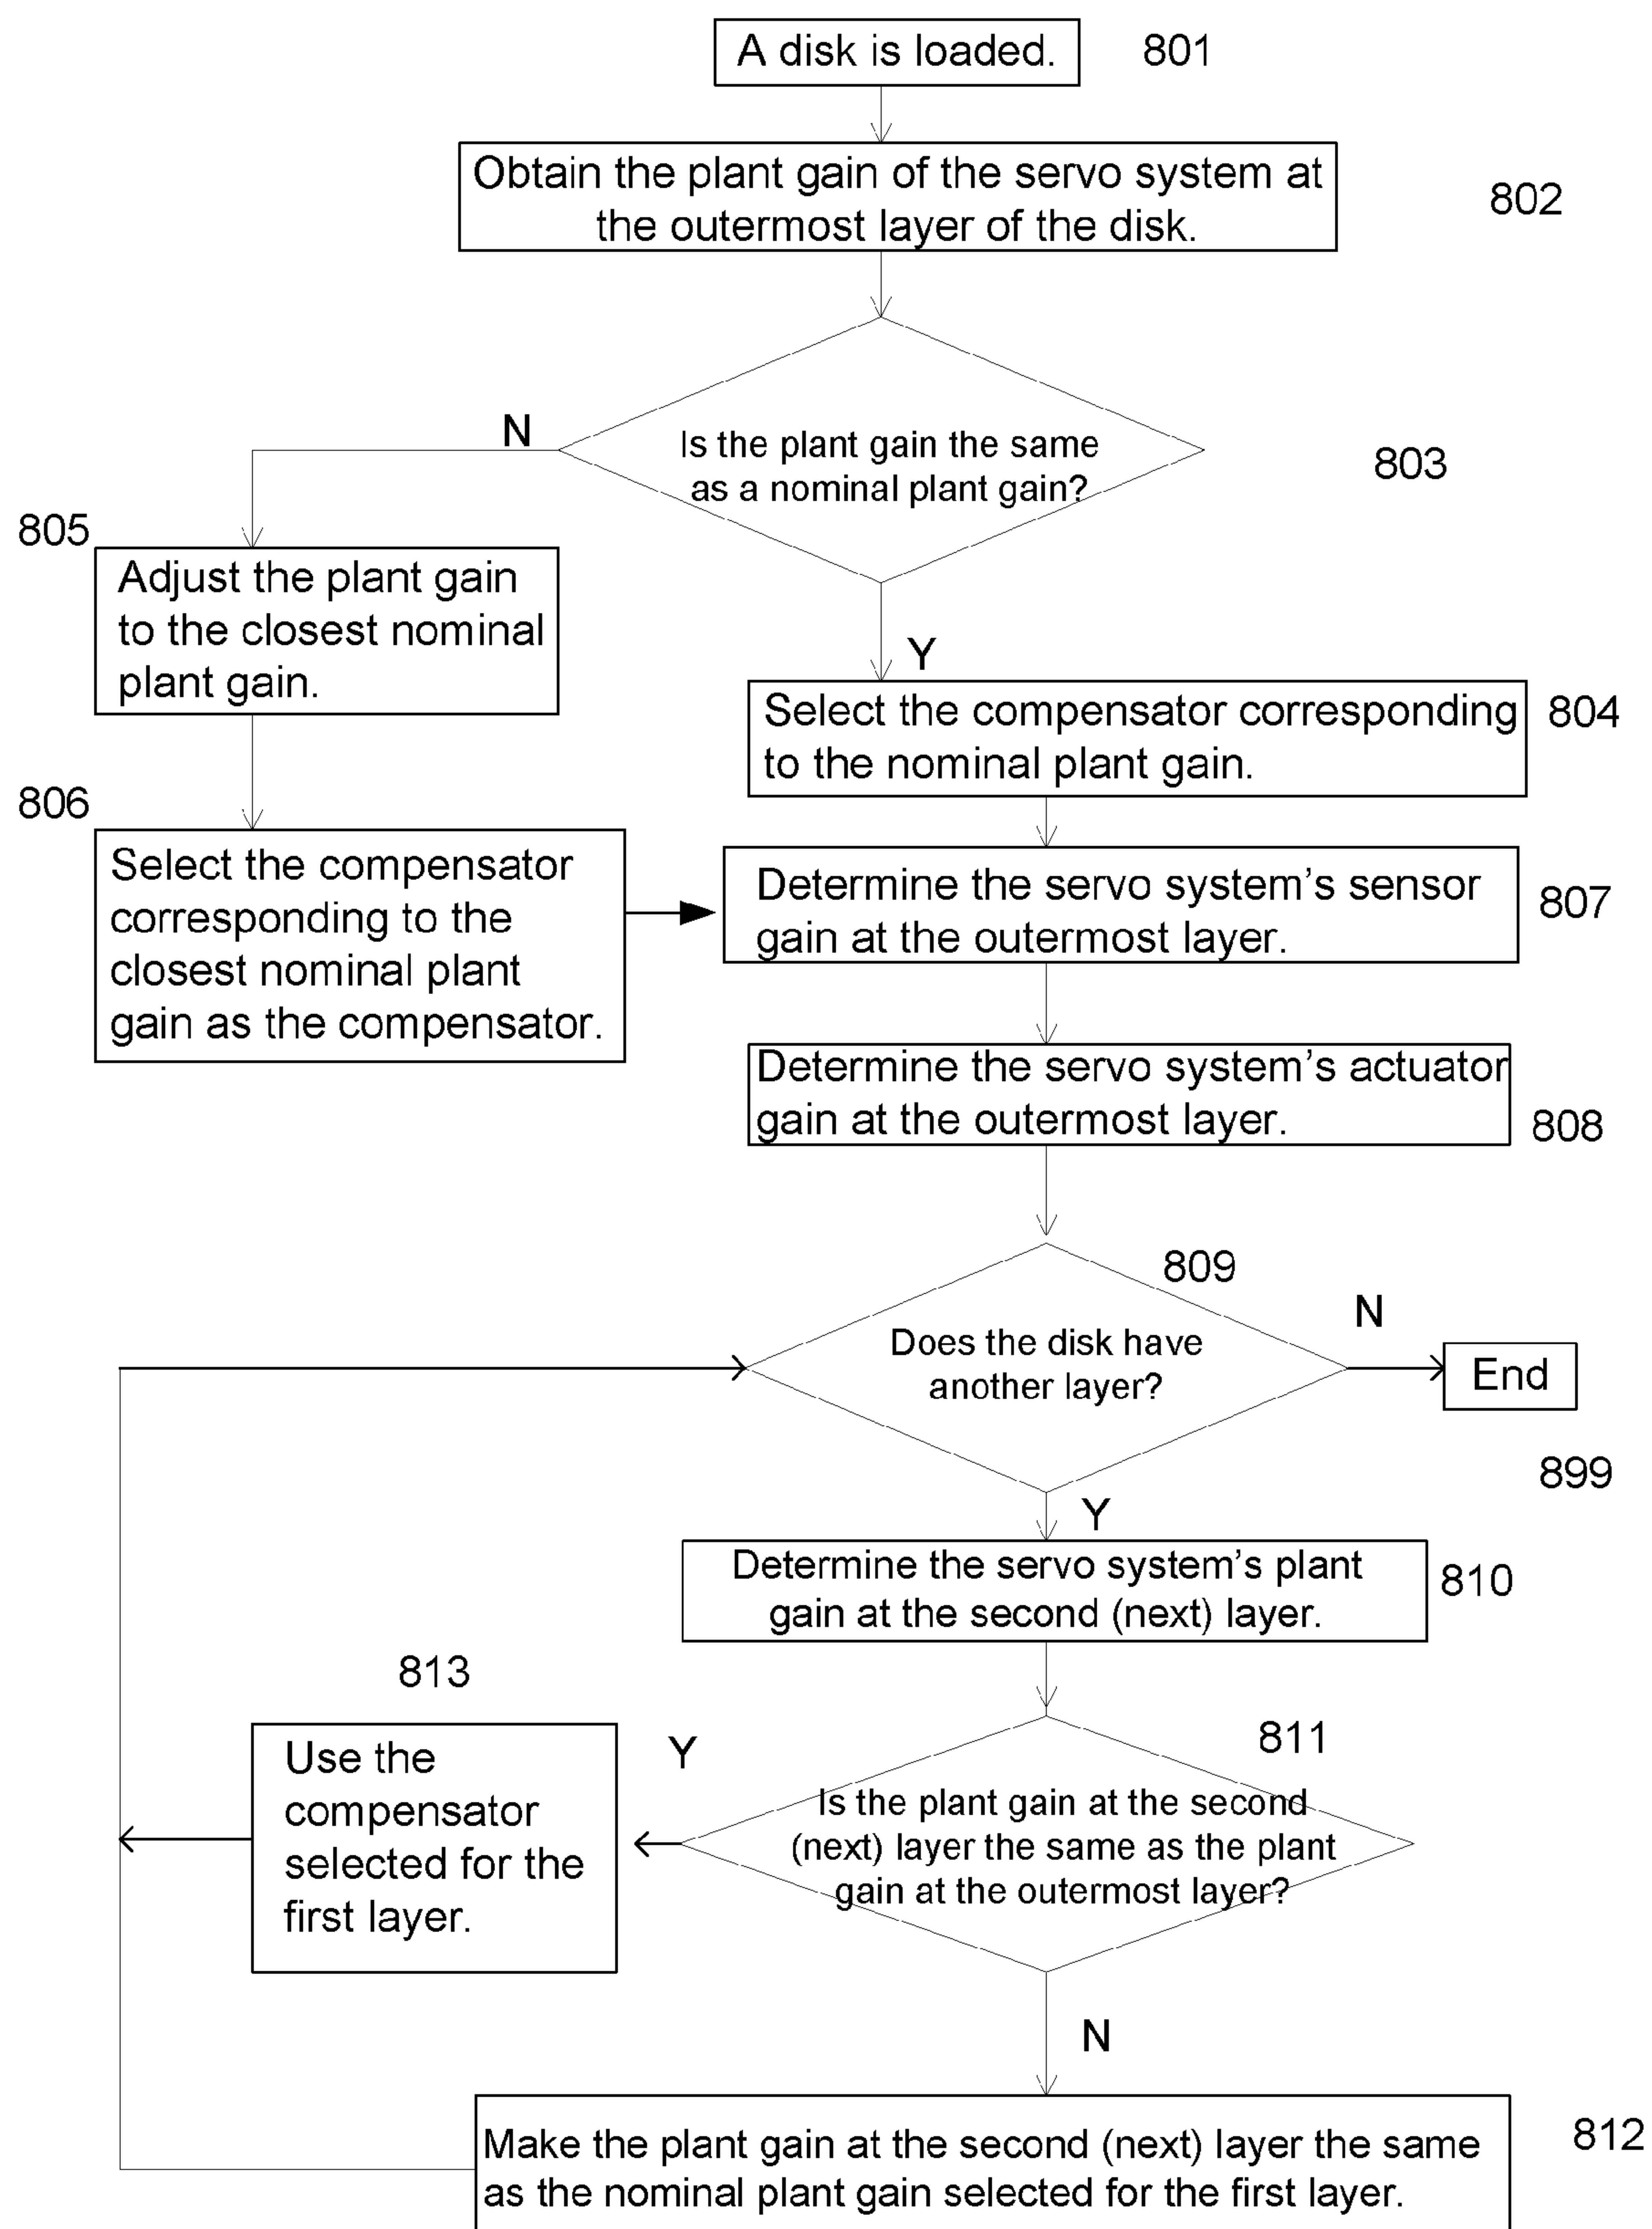 A disk is loaded.
801
Obtain the plant gain of the servo system at
the outermost layer of the disk.
802
N
Is the plant gain the same
as a nominal plant gain?
803
805
Adjust the plant gain
to the closest nominal
plant gain.
Y
Select the compensator corresponding
to the nominal plant gain.
804
806
Select the compensator
corresponding to the
closest nominal plant
gain as the compensator.
Determine the servo system's sensor
gain at the outermost layer.
807
Determine the servo system's actuator
gain at the outermost layer.
808
809
Does the disk have
another layer?
N
End
899
Y
Determine the servo system's plant
gain at the second (next) layer.
810
813
Use the
compensator
selected for the
first layer.
Y
811
Is the plant gain at the second
(next) layer the same as the plant
gain at the outermost layer?
N
Make the plant gain at the second (next) layer the same
as the nominal plant gain selected for the first layer.
812